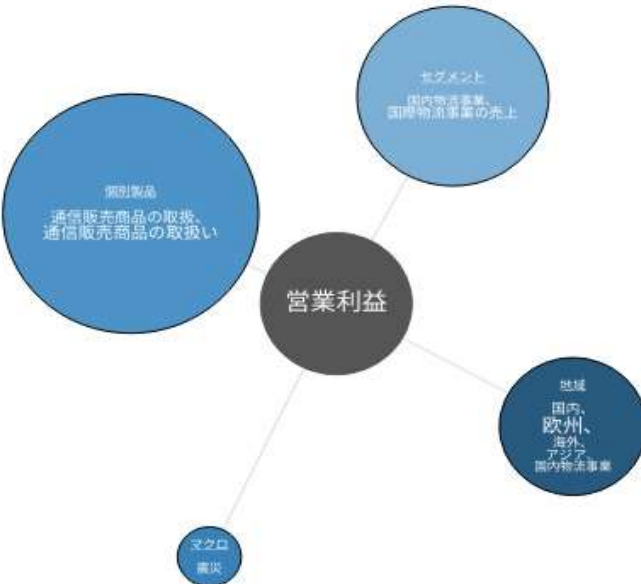 セグメント
国内物流事業、
国際物流事業の売上
個別製品
通信販売商品の取扱、
通信販売商品の取扱い
営業利益
地域
国内、
欧州、
海外、
アジア、
国内物流事業
マクロ
震災